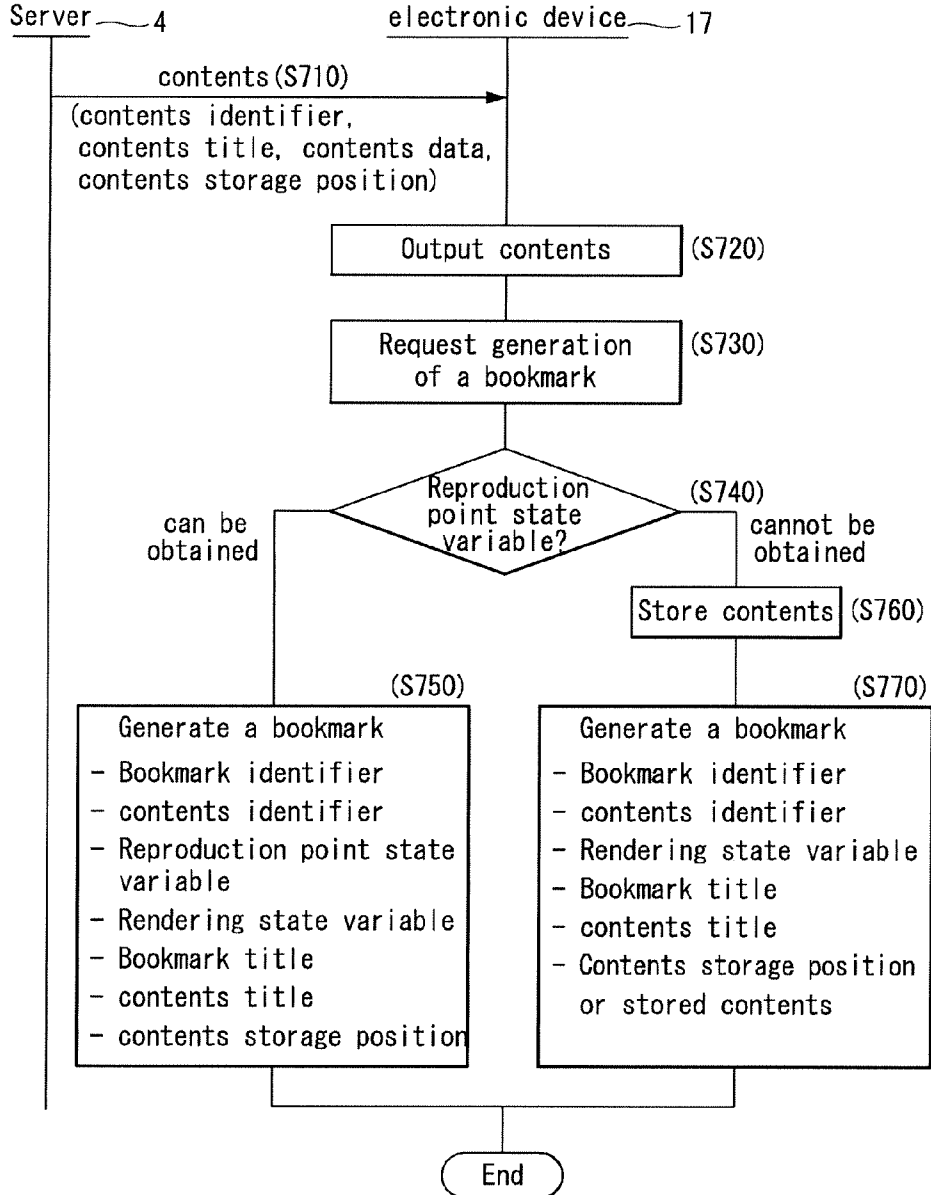 Server 4
electronic device 17
contents(S710)
(contents identifier,
contents title, contents data,
contents storage position)
Output contents
(S720)
Request generation
of a bookmark
(S730)
Reproduction
point state
variable?
(S740)
can be
obtained
cannot be
obtained
Store contents
(S760)
(S750)
Generate a bookmark
- Bookmark identifier
- contents identifier
- Reproduction point state
variable
- Rendering state variable
- Bookmark title
- contents title
- contents storage position
(S770)
Generate a bookmark
- Bookmark identifier
- contents identifier
- Rendering state variable
- Bookmark title
- contents title
- Contents storage position
or stored contents
End